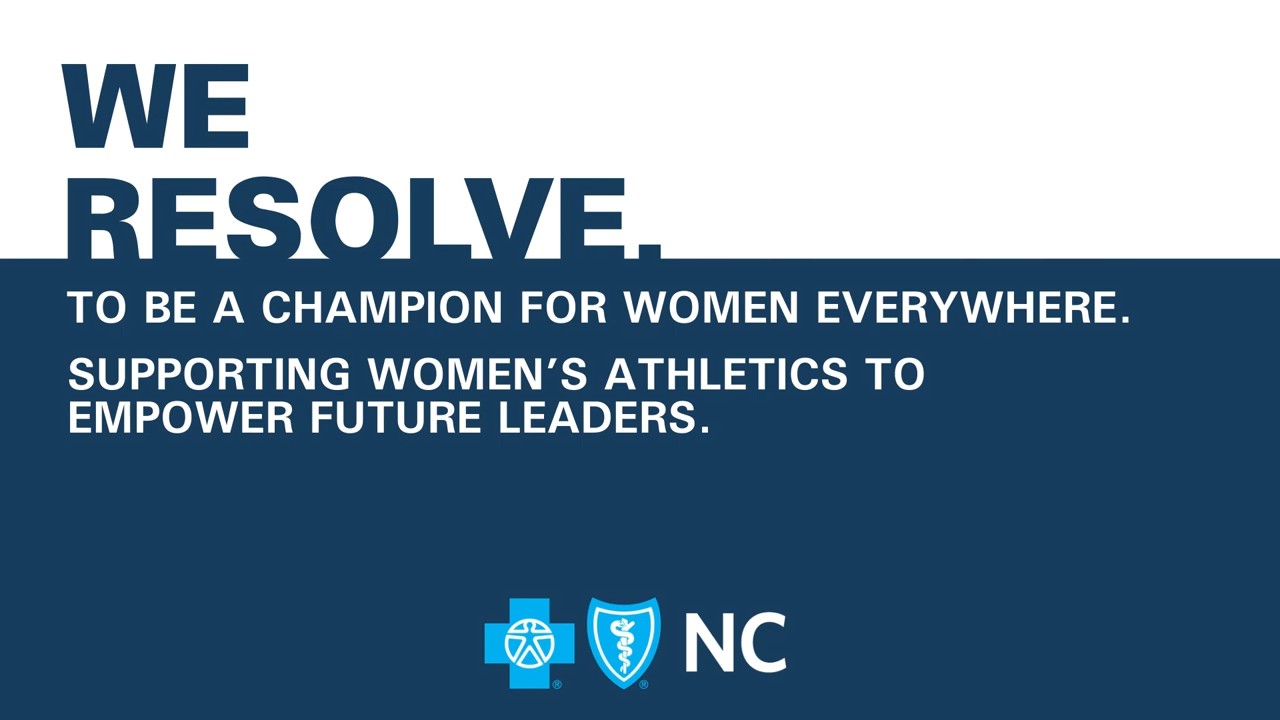 WE
RESOLVE.
TO BE A CHAMPION FOR WOMEN EVERYWHERE.
SUPPORTING WOMEN’S ATHLETICS TO
EMPOWER FUTURE LEADERS.
® ® NC